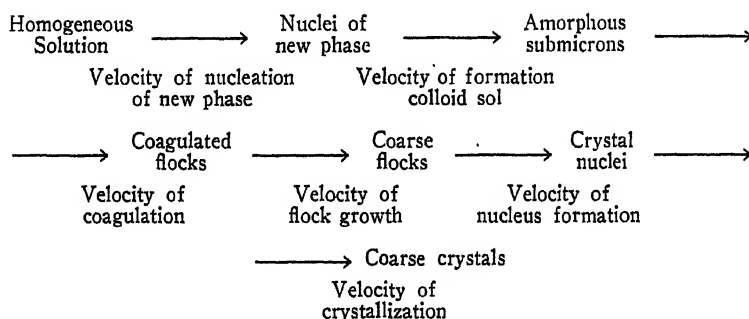 Homogeneous Nuclei of Amorphous
Solution new phase submicrons
Velocity of nucleation Velocity of formation
of new phase colloid sol
Coagulated Coarse Crystal
flocks flocks nuclei
Velocity of Velocity of Velocity of
coagulation flock growth nucleus formation
Coarse crystals
Velocity of
crystallization